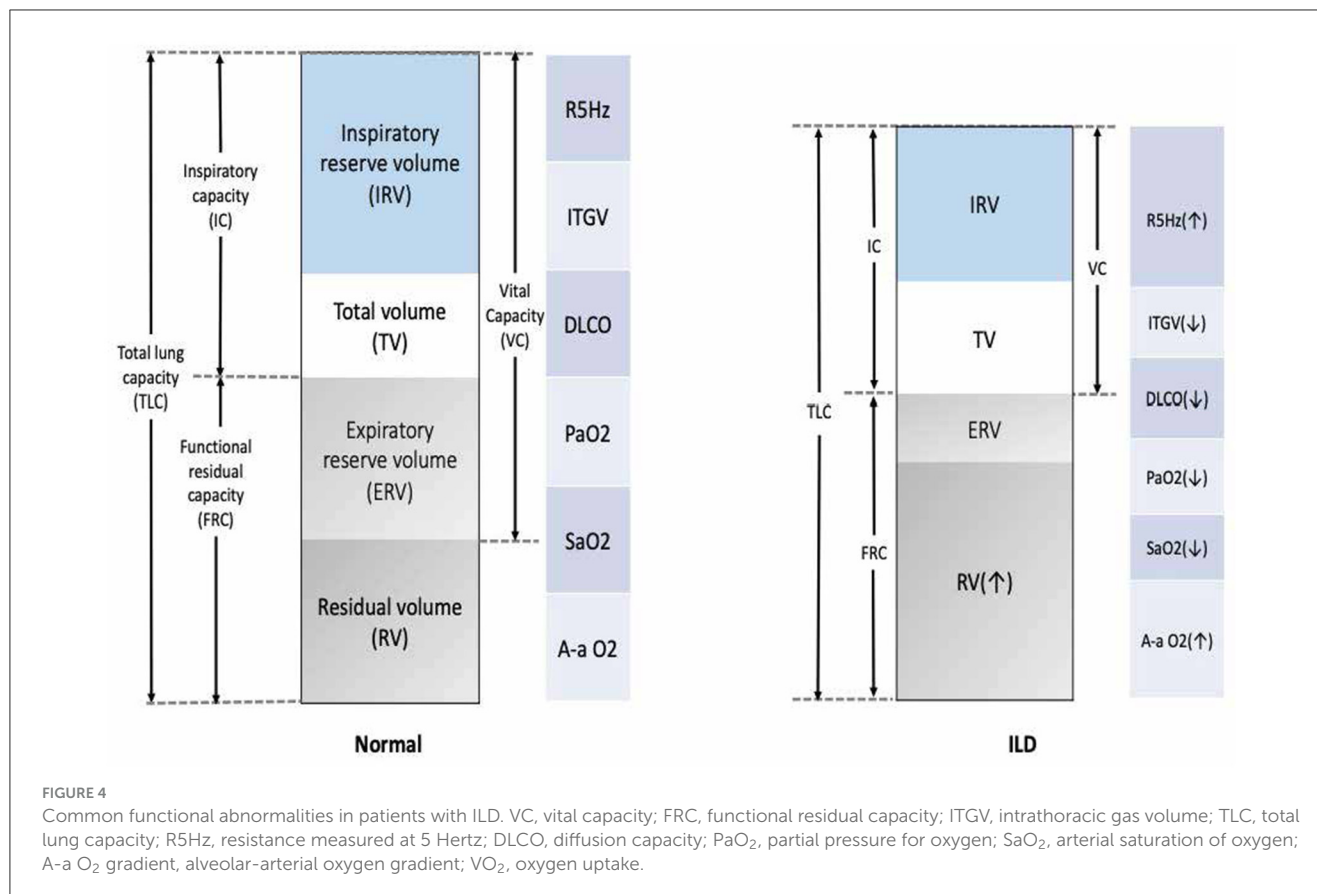 Inspiratory
capacity
(IC)
Total lung
capacity
(TLC)
Functional
residual
capacity
(FRC)
Inspiratory
reserve volume
(IRV)
Total volume
(TV)
Expiratory
reserve volume
(ERV)
Residual volume
(RV)
Vital
Capacity
(VC)
R5Hz
ITGV
DLCO
PaO2
SaO2
A-a O2
Normal
TLC
IC
FRC
IRV
TV
ERV
RV(↑)
VC
R5Hz(↑)
ITGV(↓)
DLCO(↓)
PaO2(↓)
SaO2(↓)
A-a O2(↑)
ILD
FIGURE 4
Common functional abnormalities in patients with ILD. VC, vital capacity; FRC, functional residual capacity; ITGV, intrathoracic gas volume; TLC, total
lung capacity; R5Hz, resistance measured at 5 Hertz; DLCO, diffusion capacity; PaO₂, partial pressure for oxygen; SaO₂, arterial saturation of oxygen;
A-a O₂ gradient, alveolar-arterial oxygen gradient; VO₂, oxygen uptake.